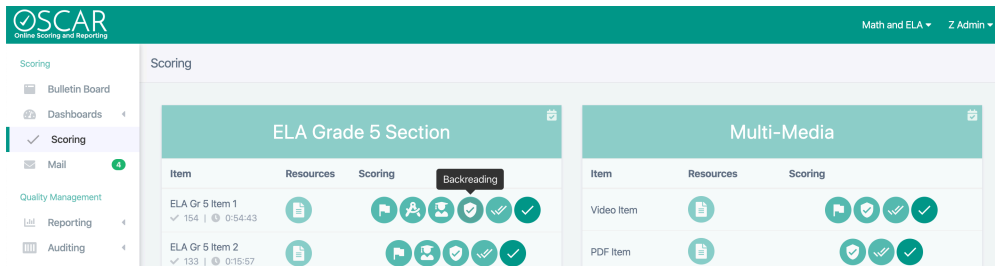 OSCAR
Online Scoring and Reporting
Math and ELA
Z Admin
Scoring
Bulletin Board
Dashboards
Scoring
Mail
4
Quality Management
Reporting
Auditing
Scoring
ELA Grade 5 Section
Item Resources Scoring
Backreading
ELA Gr 5 Item 1
154 | 0:54:43
ELA Gr 5 Item 2
133 | 0:15:57
Multi-Media
Item Resources Scoring
Video Item
PDF Item